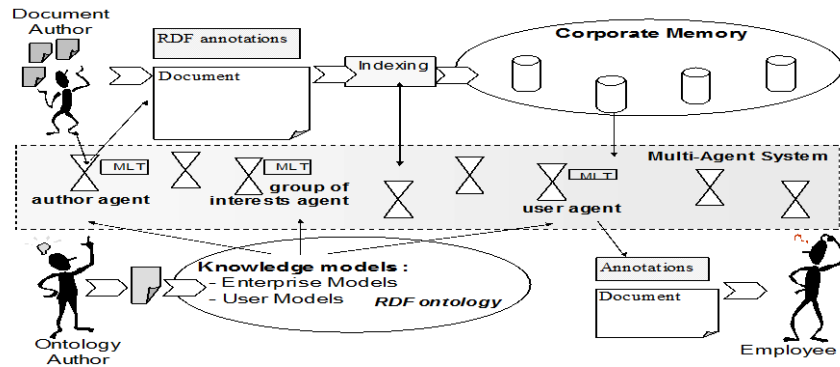 Document
Author
RDF annotations
Document
Indexing
Corporate Memory
Multi-Agent System
MLT
author agent
MLT
group of
interests agent
MLT
user agent
Knowledge models :
- Enterprise Models
- User Models
RDF ontology
Ontology
Author
Annotations
Document
Employee